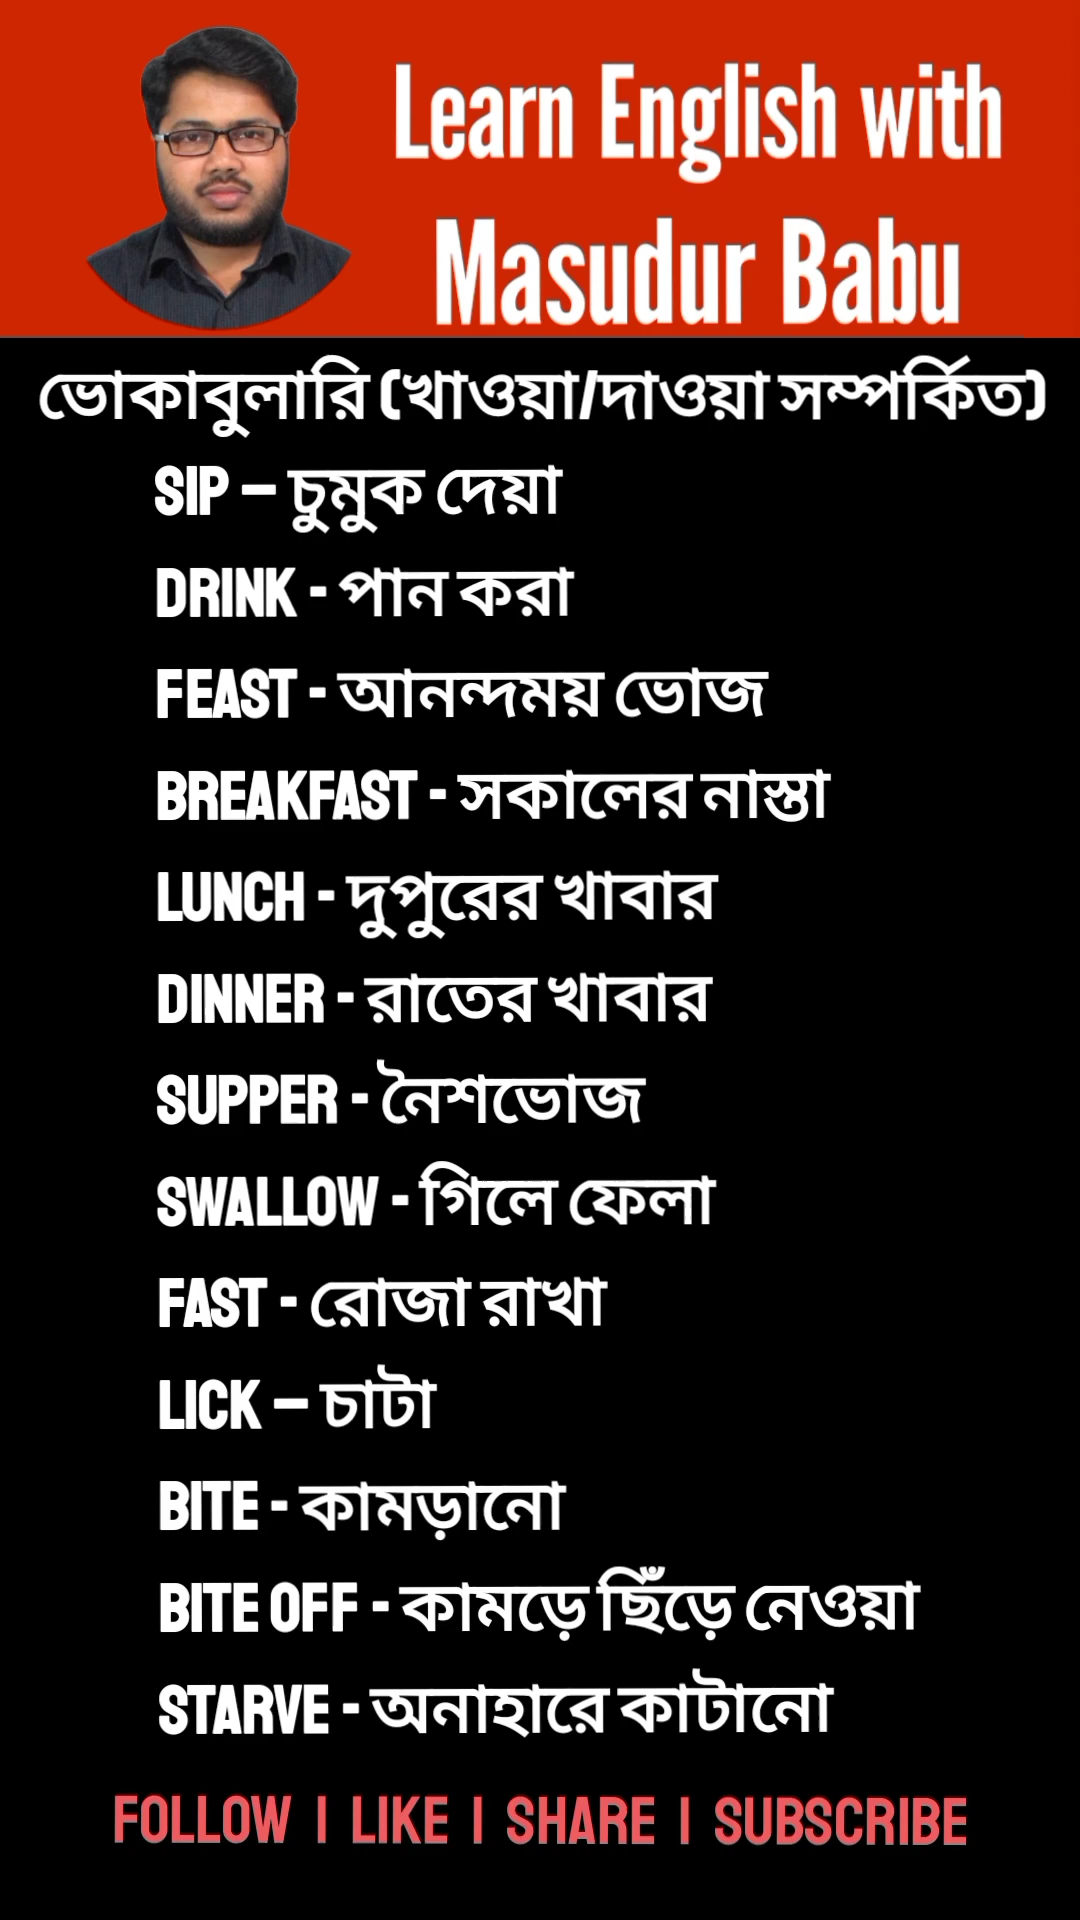 Learn English with
Masudur Babu
ভোকাবুলারি (খাওয়া/দাওয়া সম্পর্কিত)
SIP – চুমুক দেয়া
DRINK - পান করা
FEAST - আনন্দময় ভোজ
BREAKFAST - সকালের নাস্তা
LUNCH - দুপুরের খাবার
DINNER - রাতের খাবার
SUPPER - নৈশভোজ
SWALLOW - গিলে ফেলা
FAST - রোজা রাখা
LICK – চাটা
BITE - কামড়ানো
BITE OFF - কামড়ে ছিঁড়ে নেওয়া
STARVE - অনাহারে কাটানো
FOLLOW | LIKE | SHARE | SUBSCRIBE